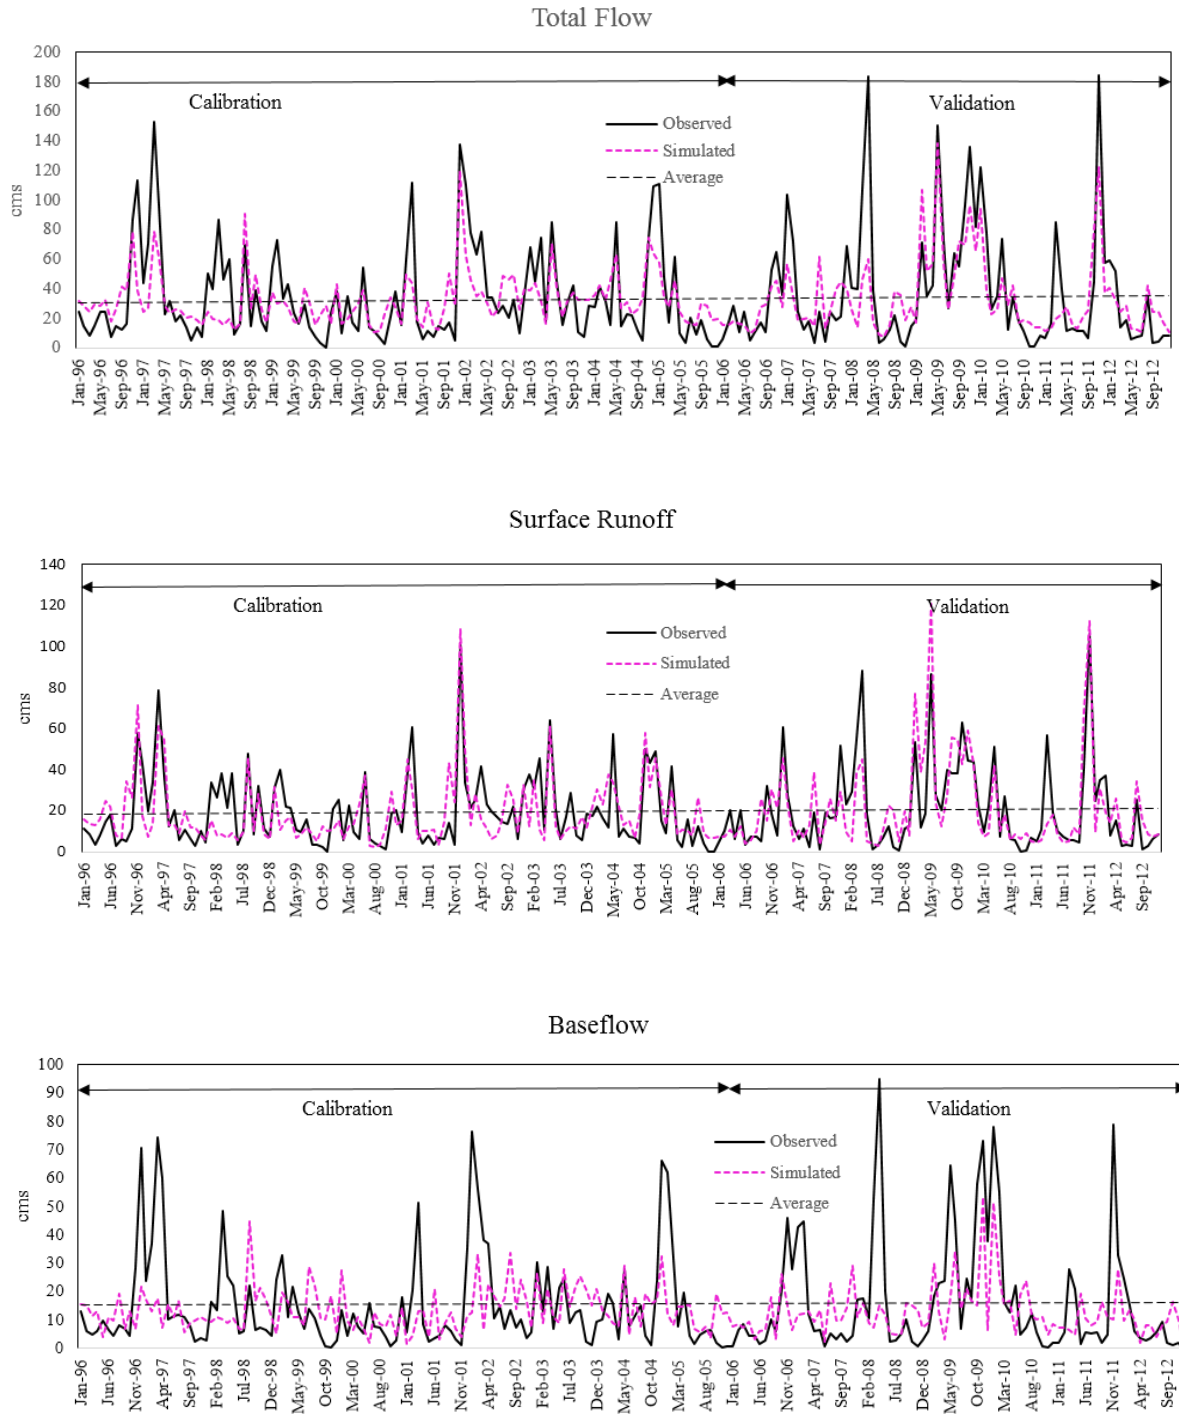 Total Flow
200
180
160
140
120
100
80
60
40
20
0
cms
Calibration
Validation
Observed
Simulated
Average
Jan-96
May-96
Sep-96
Jan-97
May-97
Sep-97
Jan-98
May-98
Sep-98
Jan-99
May-99
Sep-99
Jan-00
May-00
Sep-00
Jan-01
May-01
Sep-01
Jan-02
May-02
Sep-02
Jan-03
May-03
Sep-03
Jan-04
May-04
Sep-04
Jan-05
May-05
Sep-05
Jan-06
May-06
Sep-06
Jan-07
May-07
Sep-07
Jan-08
May-08
Sep-08
Jan-09
May-09
Sep-09
Jan-10
May-10
Sep-10
Jan-11
May-11
Sep-11
Jan-12
May-12
Sep-12
Surface Runoff
140
120
100
80
60
40
20
0
cms
Calibration
Validation
Observed
Simulated
Average
Jan-96
Jun-96
Nov-96
Apr-97
Sep-97
Feb-98
Jul-98
Dec-98
May-99
Oct-99
Mar-00
Aug-00
Jan-01
Jun-01
Nov-01
Apr-02
Sep-02
Feb-03
Jul-03
Dec-03
May-04
Oct-04
Mar-05
Aug-05
Jan-06
Jun-06
Nov-06
Apr-07
Sep-07
Feb-08
Jul-08
Dec-08
May-09
Oct-09
Mar-10
Aug-10
Jan-11
Jun-11
Nov-11
Apr-12
Sep-12
Baseflow
100
90
80
70
60
50
40
30
20
10
0
cms
Calibration
Validation
Observed
Simulated
Average
Jan-96
Jun-96
Nov-96
Apr-97
Sep-97
Feb-98
Jul-98
Dec-98
May-99
Oct-99
Mar-00
Aug-00
Jan-01
Jun-01
Nov-01
Apr-02
Sep-02
Feb-03
Jul-03
Dec-03
May-04
Oct-04
Mar-05
Aug-05
Jan-06
Jun-06
Nov-06
Apr-07
Sep-07
Feb-08
Jul-08
Dec-08
May-09
Oct-09
Mar-10
Aug-10
Jan-11
Jun-11
Nov-11
Apr-12
Sep-12